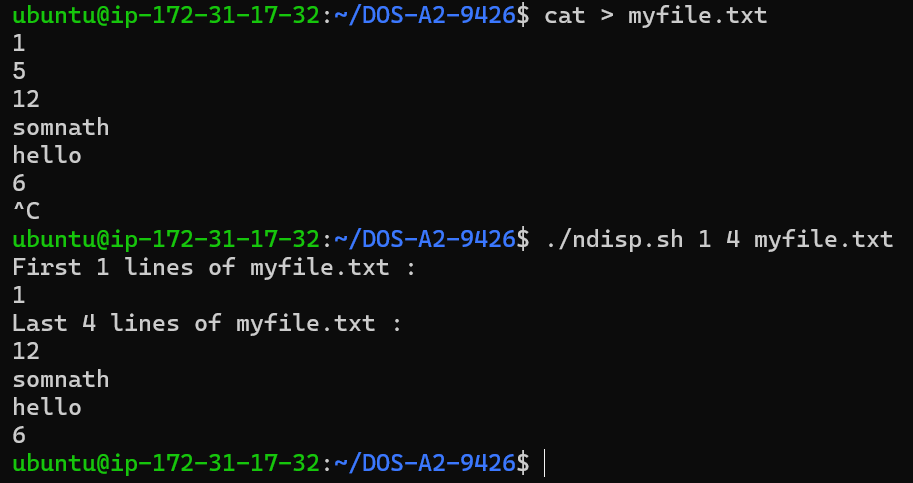 ubuntu@ip-172-31-17-32:~/DOS-A2-9426$ cat > myfile.txt
1
5
12
somnath
hello
6
^C
ubuntu@ip-172-31-17-32:~/DOS-A2-9426$ ./ndisp.sh 1 4 myfile.txt
First 1 lines of myfile.txt :
1
Last 4 lines of myfile.txt :
12
somnath
hello
6
ubuntu@ip-172-31-17-32:~/DOS-A2-9426$